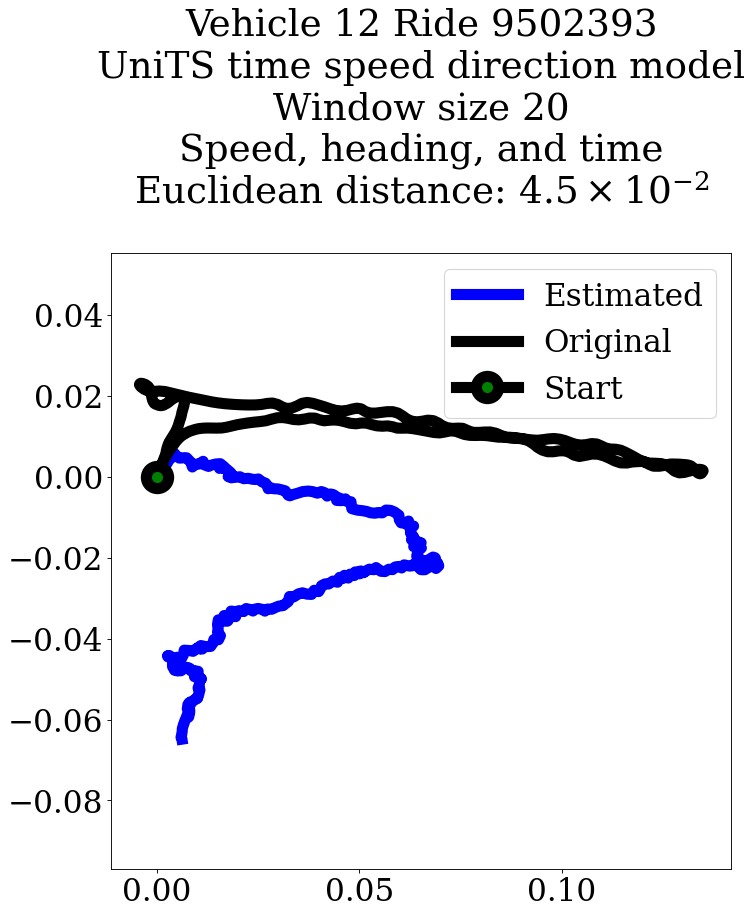 Vehicle 12 Ride 9502393
UniTS time speed direction model
Window size 20
Speed, heading, and time
Euclidean distance: 4.5 × 10⁻²
Estimated
Original
Start
0.04
0.02
0.00
−0.02
−0.04
−0.06
−0.08
0.00 0.05 0.10